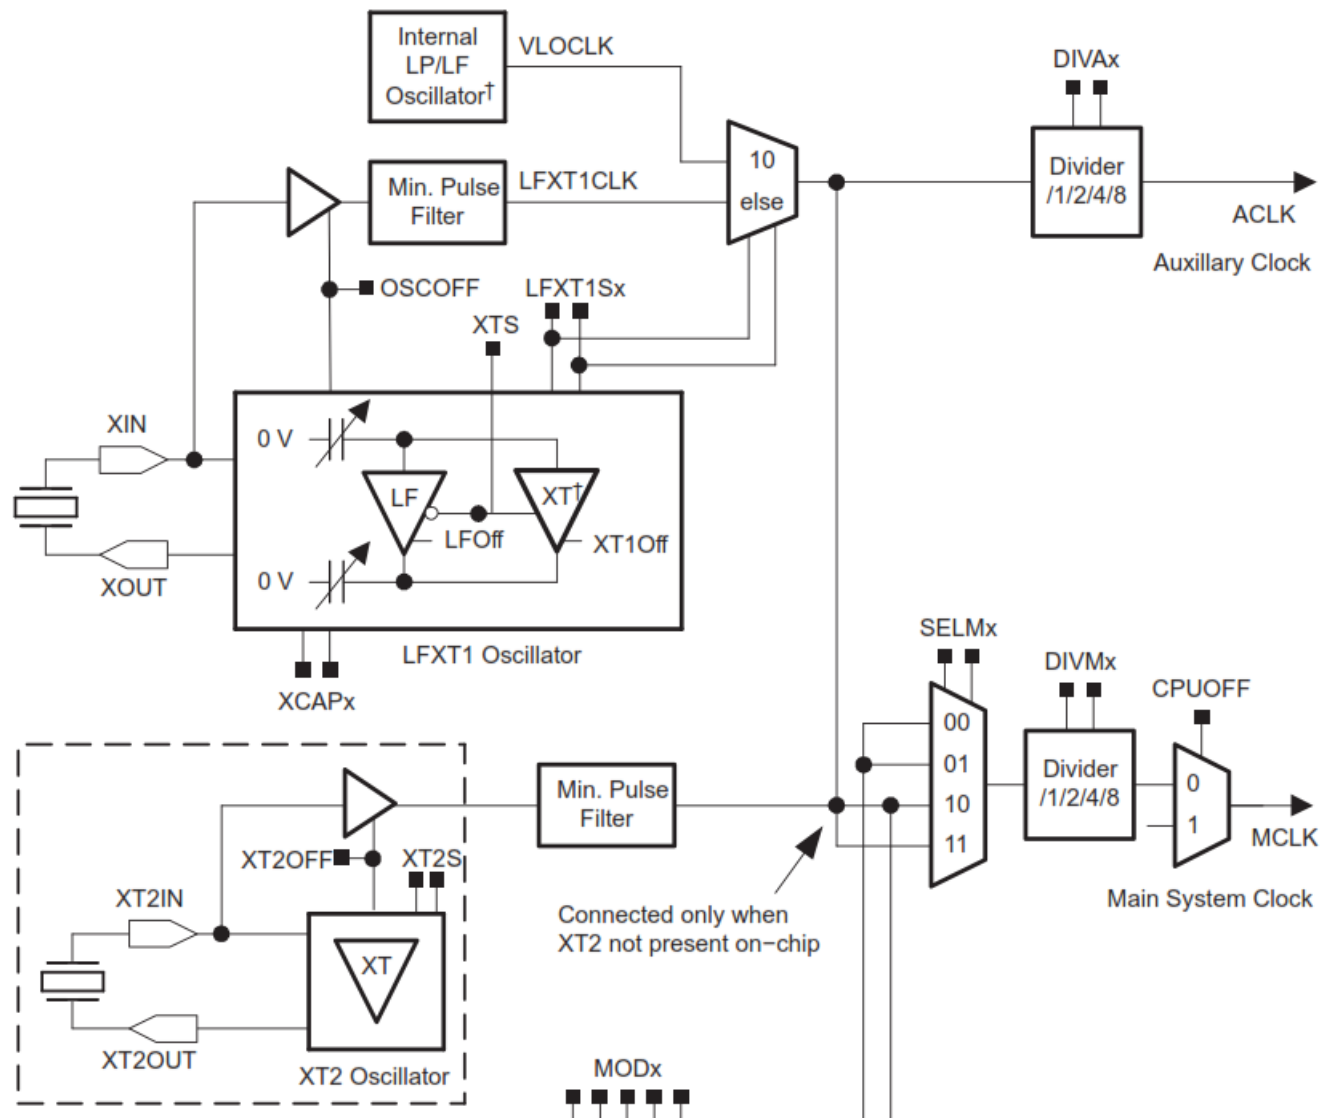 Internal
LP/LF
Oscillator†
VLOCLK
DIVAx
10
else
Divider
/1/2/4/8
ACLK
Auxillary Clock
Min. Pulse
Filter
LFXT1CLK
OSCOFF
LFXT1Sx
XTS
XIN
0 V
LF
XT†
LFOff
XT1Off
0 V
XOUT
LFXT1 Oscillator
XCAPx
SELMx
DIVMx
CPUOFF
00
01
10
11
Divider
/1/2/4/8
0
1
MCLK
Main System Clock
Min. Pulse
Filter
Connected only when
XT2 not present on−chip
XT2OFF
XT2S
XT2IN
XT
XT2OUT
XT2 Oscillator
MODx